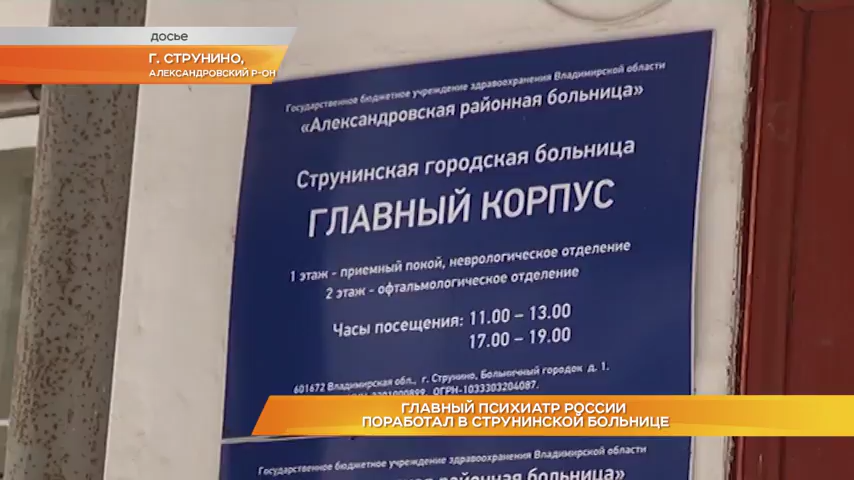 ДОСЬЕ
Г. СТРУНИНО,
АЛЕКСАНДРОВСКИЙ Р-ОН
Государственное бюджетное учреждение здравоохранения Владимирской области
«Александровская районная больница»
Струнинская городская больница
ГЛАВНЫЙ КОРПУС
1 этаж - приемный покой, неврологическое отделение
2 этаж - офтальмологическое отделение
Часы посещения: 11.00 – 13.00
17.00 – 19.00
601672 Владимирская обл., г. Струнино, Больничный городок д. 1.
ОГРН-1033303204087.
ГЛАВНЫЙ ПСИХИАТР РОССИИ
ПОРАБОТАЛ В СТРУНИНСКОЙ БОЛЬНИЦЕ
Государственное бюджетное учреждение здравоохранения Владимирской области
районная больница»